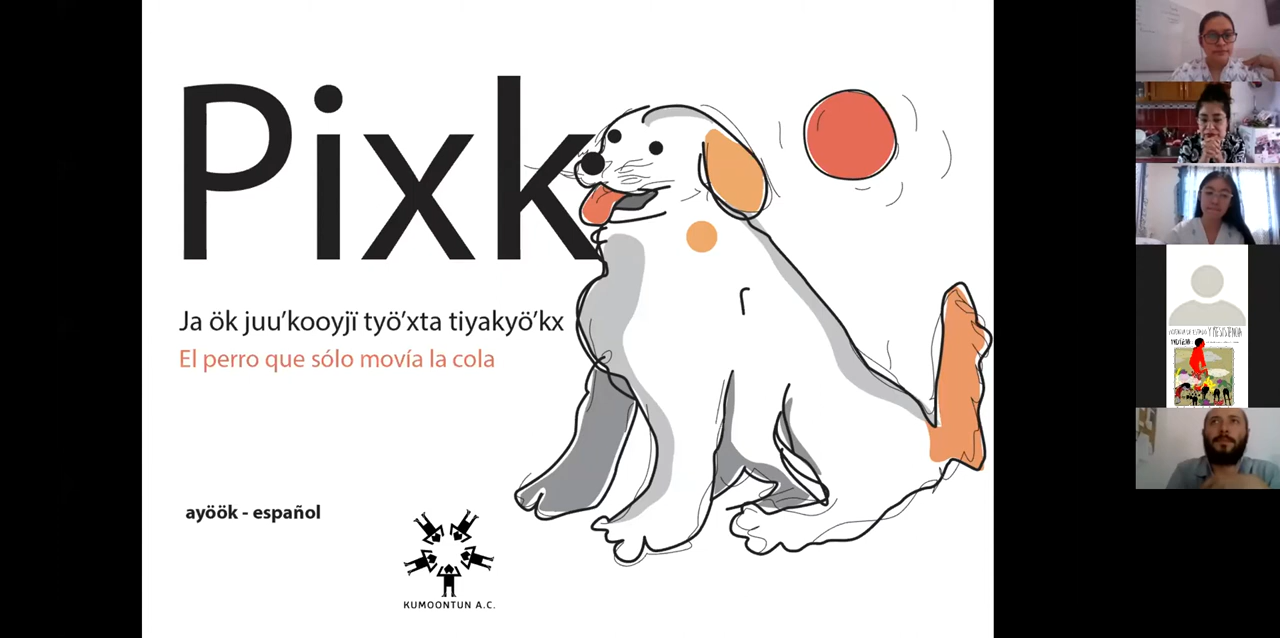 Pixk
Ja ök juu’kooyjï työ’xta tiyakyö’kx
El perro que sólo movía la cola
ayöök - español
KUMOONTUN A.C.
Y RESISTENCIA